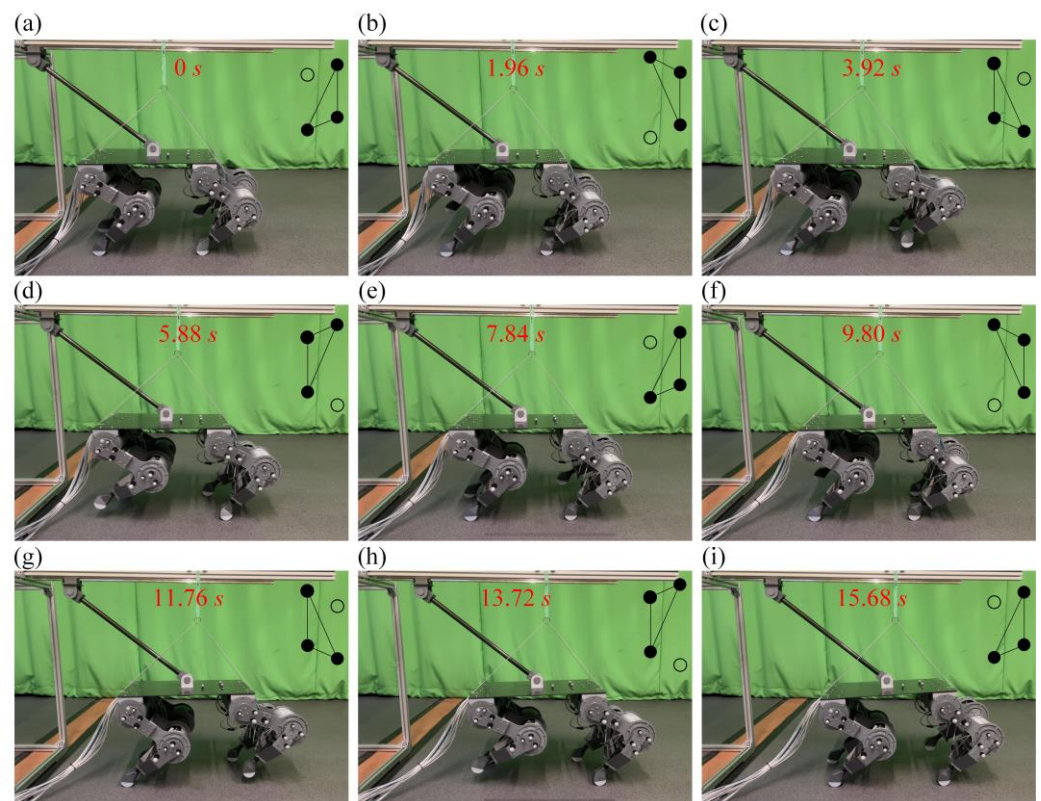 (a)
0 s
(b)
1.96 s
(c)
3.92 s
(d)
5.88 s
(e)
7.84 s
(f)
9.80 s
(g)
11.76 s
(h)
13.72 s
(i)
15.68 s